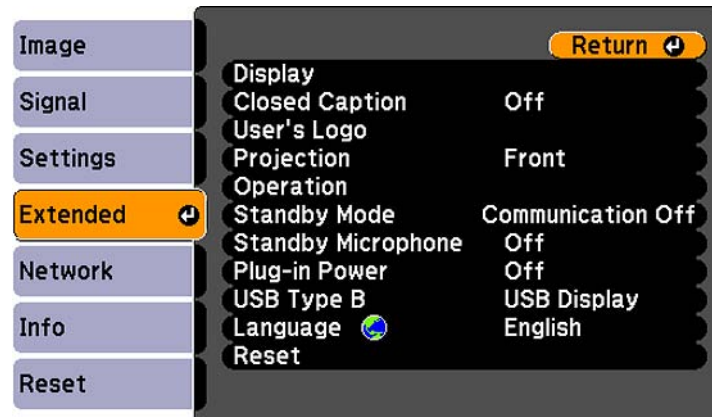 Image
Signal
Settings
Extended
Network
Info
Reset
Return
Display
Closed Caption Off
User's Logo
Projection Front
Operation
Standby Mode Communication Off
Standby Microphone Off
Plug-in Power Off
USB Type B USB Display
Language English
Reset